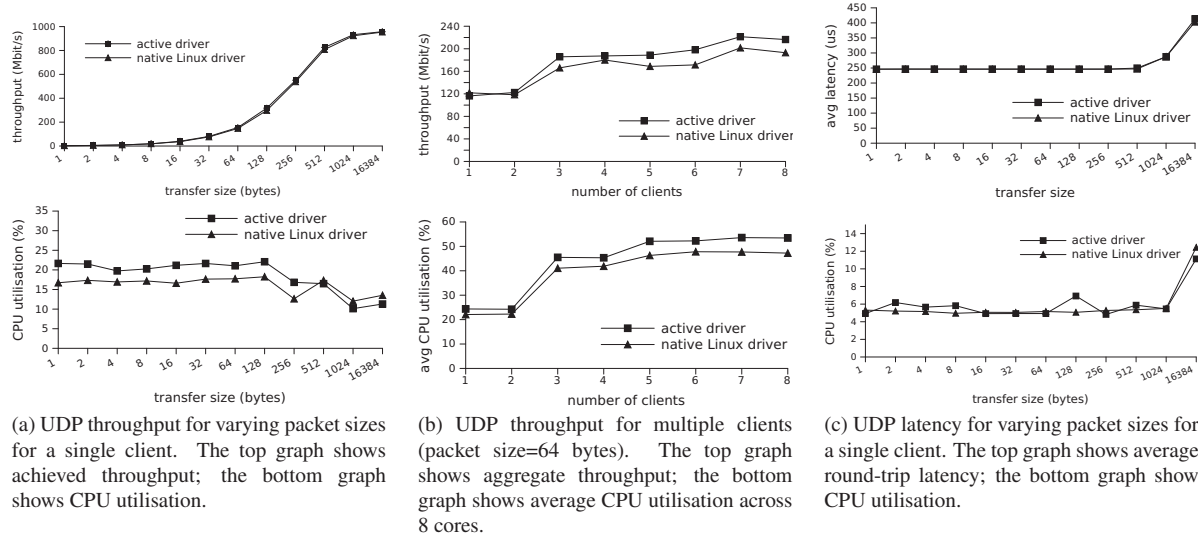 1000
800
600
400
200
0
throughput (Mbit/s)
active driver
native Linux driver
1 2 4 8 16 32 64 128 256 512 1024 16384
transfer size (bytes)
35
30
25
20
15
10
5
0
CPU utilisation (%)
active driver
native Linux driver
1 2 4 8 16 32 64 128 256 512 1024 16384
transfer size (bytes)
(a) UDP throughput for varying packet sizes
for a single client. The top graph shows
achieved throughput; the bottom graph
shows CPU utilisation.
240
200
160
120
80
40
0
throughput (Mbit/s)
active driver
native Linux driver
1 2 3 4 5 6 7 8
number of clients
60
50
40
30
20
10
0
avg CPU utilisation (%)
active driver
native Linux driver
1 2 3 4 5 6 7 8
number of clients
(b) UDP throughput for multiple clients
(packet size=64 bytes). The top graph
shows aggregate throughput; the bottom
graph shows average CPU utilisation across
8 cores.
450
400
350
300
250
200
150
100
50
0
avg latency (us)
active driver
native Linux driver
1 2 4 8 16 32 64 128 256 512 1024 16384
transfer size
14
12
10
8
6
4
2
0
CPU utilisation (%)
active driver
native Linux driver
1 2 4 8 16 32 64 128 256 512 1024 16384
transfer size (bytes)
(c) UDP latency for varying packet sizes for
a single client. The top graph shows average
round-trip latency; the bottom graph show
CPU utilisation.